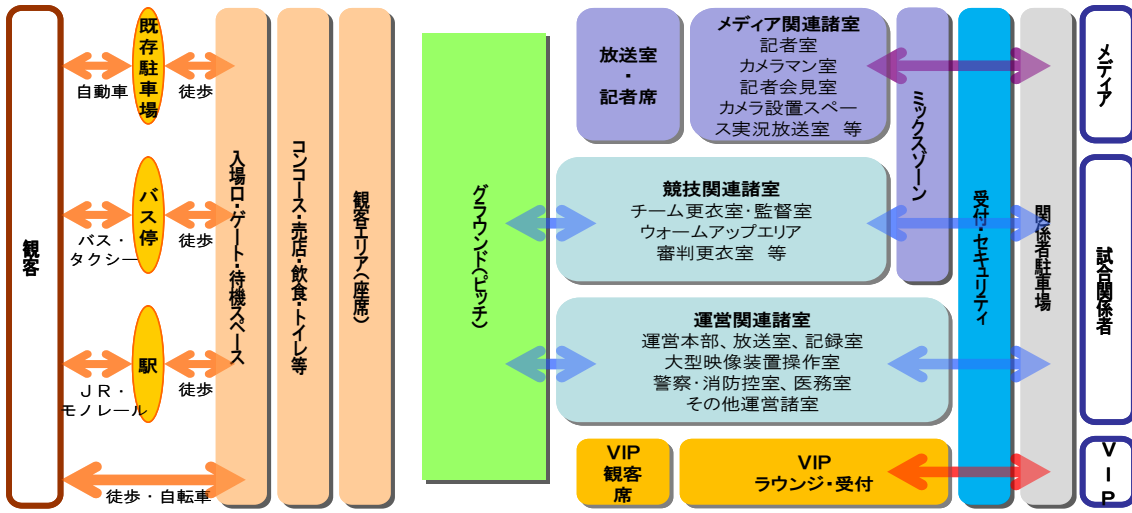 観客
既存駐車場
自動車
徒歩
バス停
バス・
タクシー
徒歩
駅
ＪＲ・
モノレール
徒歩
徒歩・自転車
入場口・ゲート・待機スペース
コンコース・売店・飲食・トイレ等
観客エリア(座席)
グラウンド(ピッチ)
放送室
・
記者席
メディア関連諸室
記者室
カメラマン室
記者会見室
カメラ設置スペー
ス実況放送室 等
競技関連諸室
チーム更衣室・監督室
ウォームアップエリア
審判更衣室 等
運営関連諸室
運営本部、放送室、記録室
大型映像装置操作室
警察・消防控室、医務室
その他運営諸室
VIP
観客
席
VIP
ラウンジ・受付
ミックスゾーン
受付・セキュリティ
関係者駐車場
メディア
試合関係者
VIP